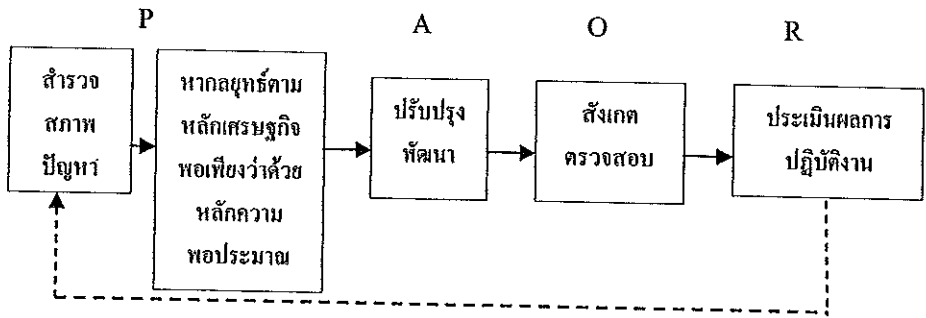 P
A
O
R
สำรวจ
สภาพ
ปัญหา
หากลยุทธ์ตาม
หลักเศรษฐกิจ
พอเพียงว่าด้วย
หลักความ
พอประมาณ
ปรับปรุง
พัฒนา
สังเกต
ตรวจสอบ
ประเมินผลการ
ปฏิบัติงาน